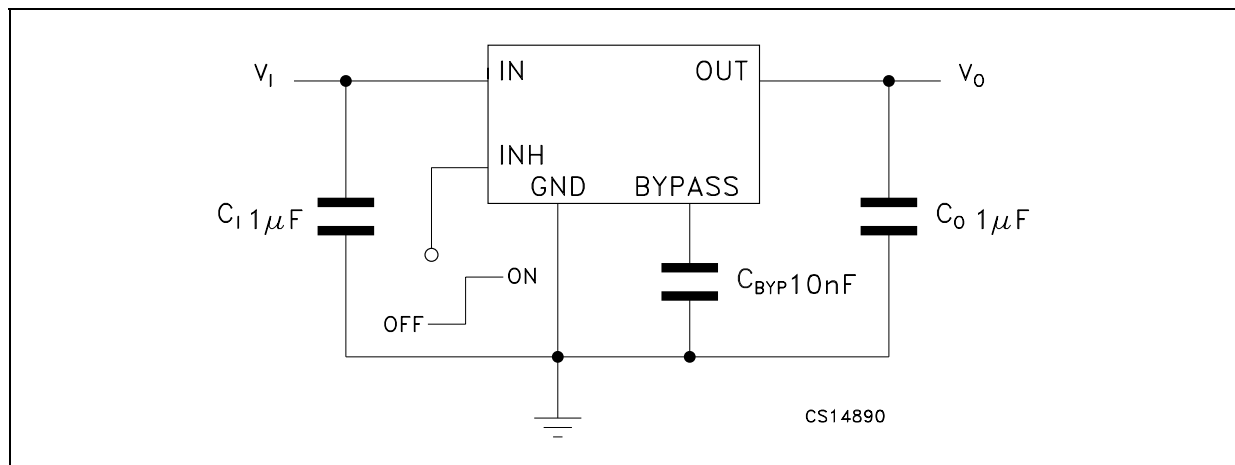 V_I
IN
OUT
V_O
INH
GND
BYPASS
C_I 1μF
C_O 1μF
ON
C_BYP 10nF
OFF
CS14890